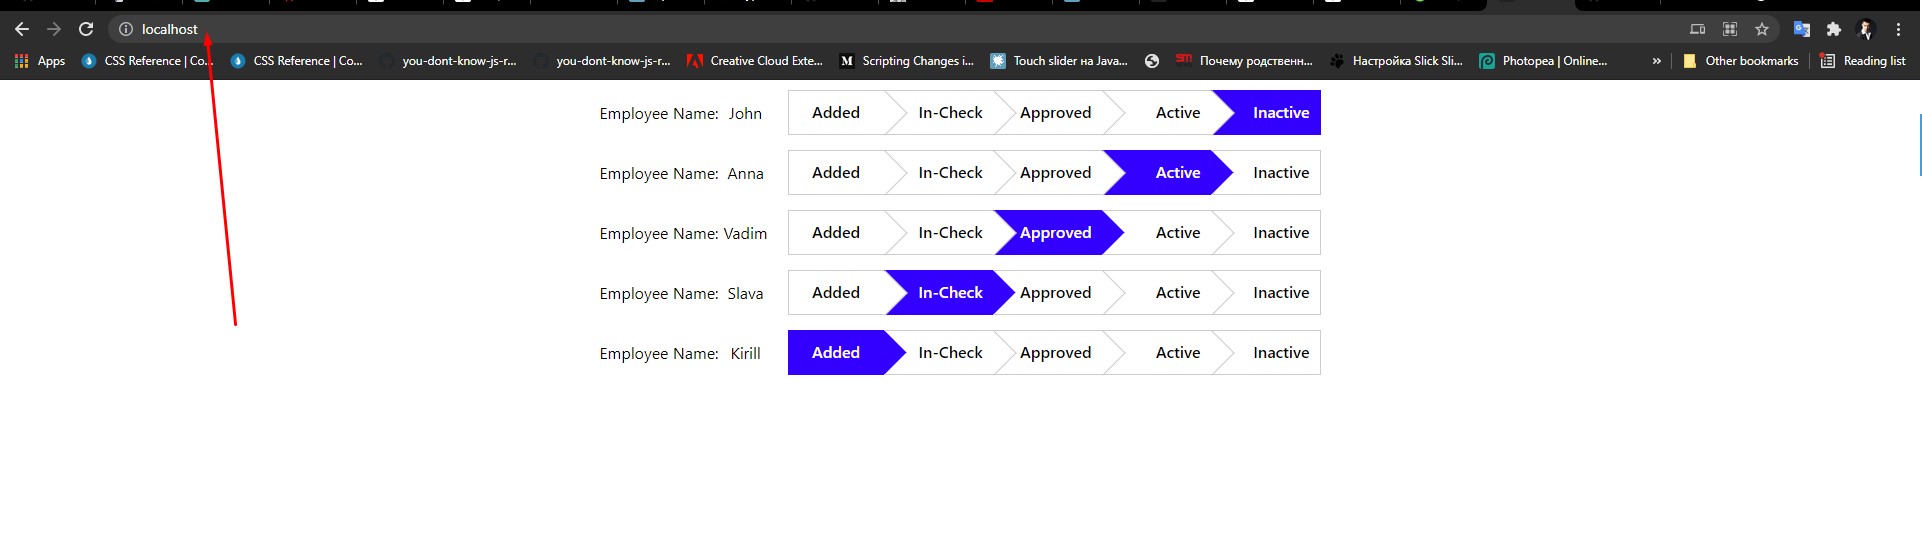 localhost
Apps CSS Reference | Co... CSS Reference | Co... you-dont-know-js-r... you-dont-know-js-r... Creative Cloud Exte... Scripting Changes i... Touch slider на Java... Почему родственн... Настройка Slick Sli... Photopea | Online... » Other bookmarks Reading list
Employee Name: John Added In-Check Approved Active Inactive
Employee Name: Anna Added In-Check Approved Active Inactive
Employee Name: Vadim Added In-Check Approved Active Inactive
Employee Name: Slava Added In-Check Approved Active Inactive
Employee Name: Kirill Added In-Check Approved Active Inactive